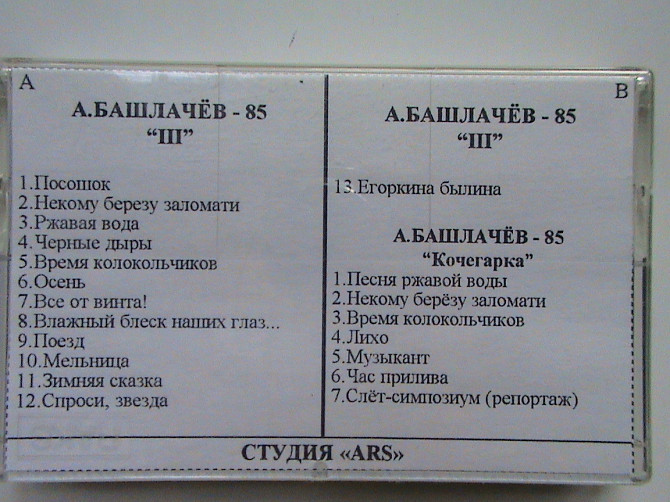 A
А.БАШЛАЧЁВ - 85
“III”
1.Посошок
2.Некому березу заломати
3.Ржавая вода
4.Черные дыры
5.Время колокольчиков
6.Осень
7.Все от винта!
8.Влажный блеск наших глаз...
9.Поезд
10.Мельница
11.Зимняя сказка
12.Спроси, звезда
B
А.БАШЛАЧЁВ - 85
“III”
13.Егоркина былина
А.БАШЛАЧЁВ - 85
“Кочегарка”
1.Песня ржавой воды
2.Некому берёзу заломати
3.Время колокольчиков
4.Лихо
5.Музыкант
6.Час прилива
7.Слёт-симпозиум (репортаж)
СТУДИЯ «ARS»